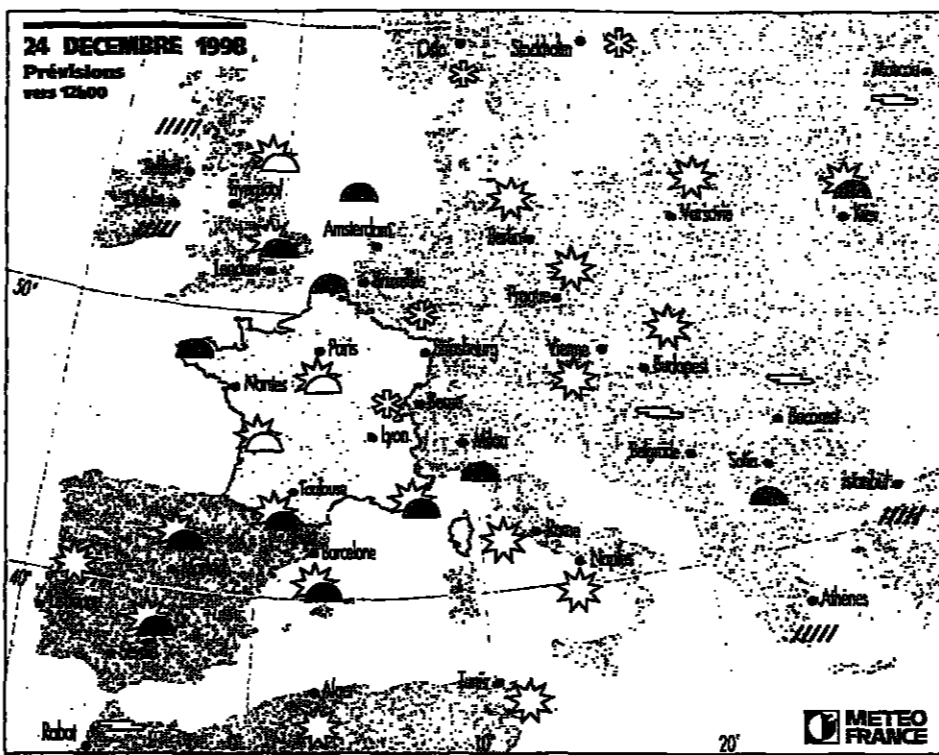 24 DECEMBRE 1998
Prévisions
vers 12h00
Oslo
Stockholm
Moscou
Liverpool
Varsovie
Kiev
Amsterdam
Berlin
Londres
Bruxelles
Prague
50°
Paris
Strasbourg
Vienne
Budapest
Nantes
Berne
Bucarest
Lyon
Milan
Belgrade
Sofia
Toulouse
Istanbul
Rome
Barcelone
Naples
40°
Athènes
Alger
Tunis
Rabat
10°
20°
METEO
FRANCE